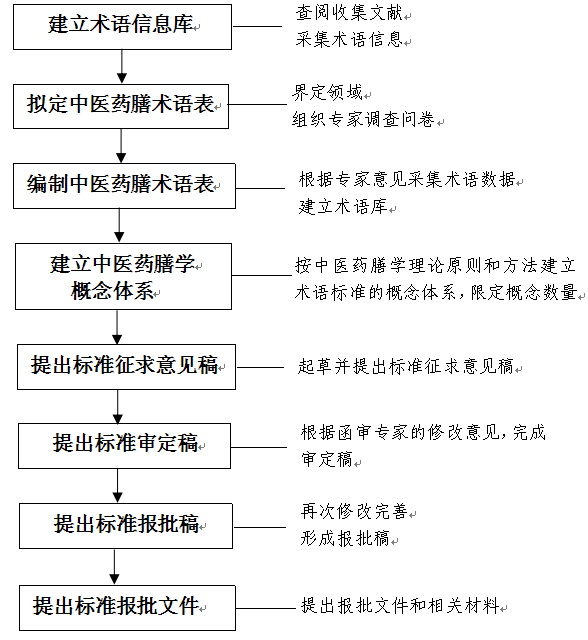 建立术语信息库
查阅收集文献
采集术语信息
拟定中医药膳术语表
界定领域
组织专家调查问卷
编制中医药膳术语表
根据专家意见采集术语数据
建立术语库
建立中医药膳学
概念体系
按中医药膳学理论原则和方法建立
术语标准的概念体系，限定概念数量
提出标准征求意见稿
起草并提出标准征求意见稿
提出标准审定稿
根据函审专家的修改意见，完成
审定稿
提出标准报批稿
再次修改完善
形成报批稿
提出标准报批文件
提出报批文件和相关材料